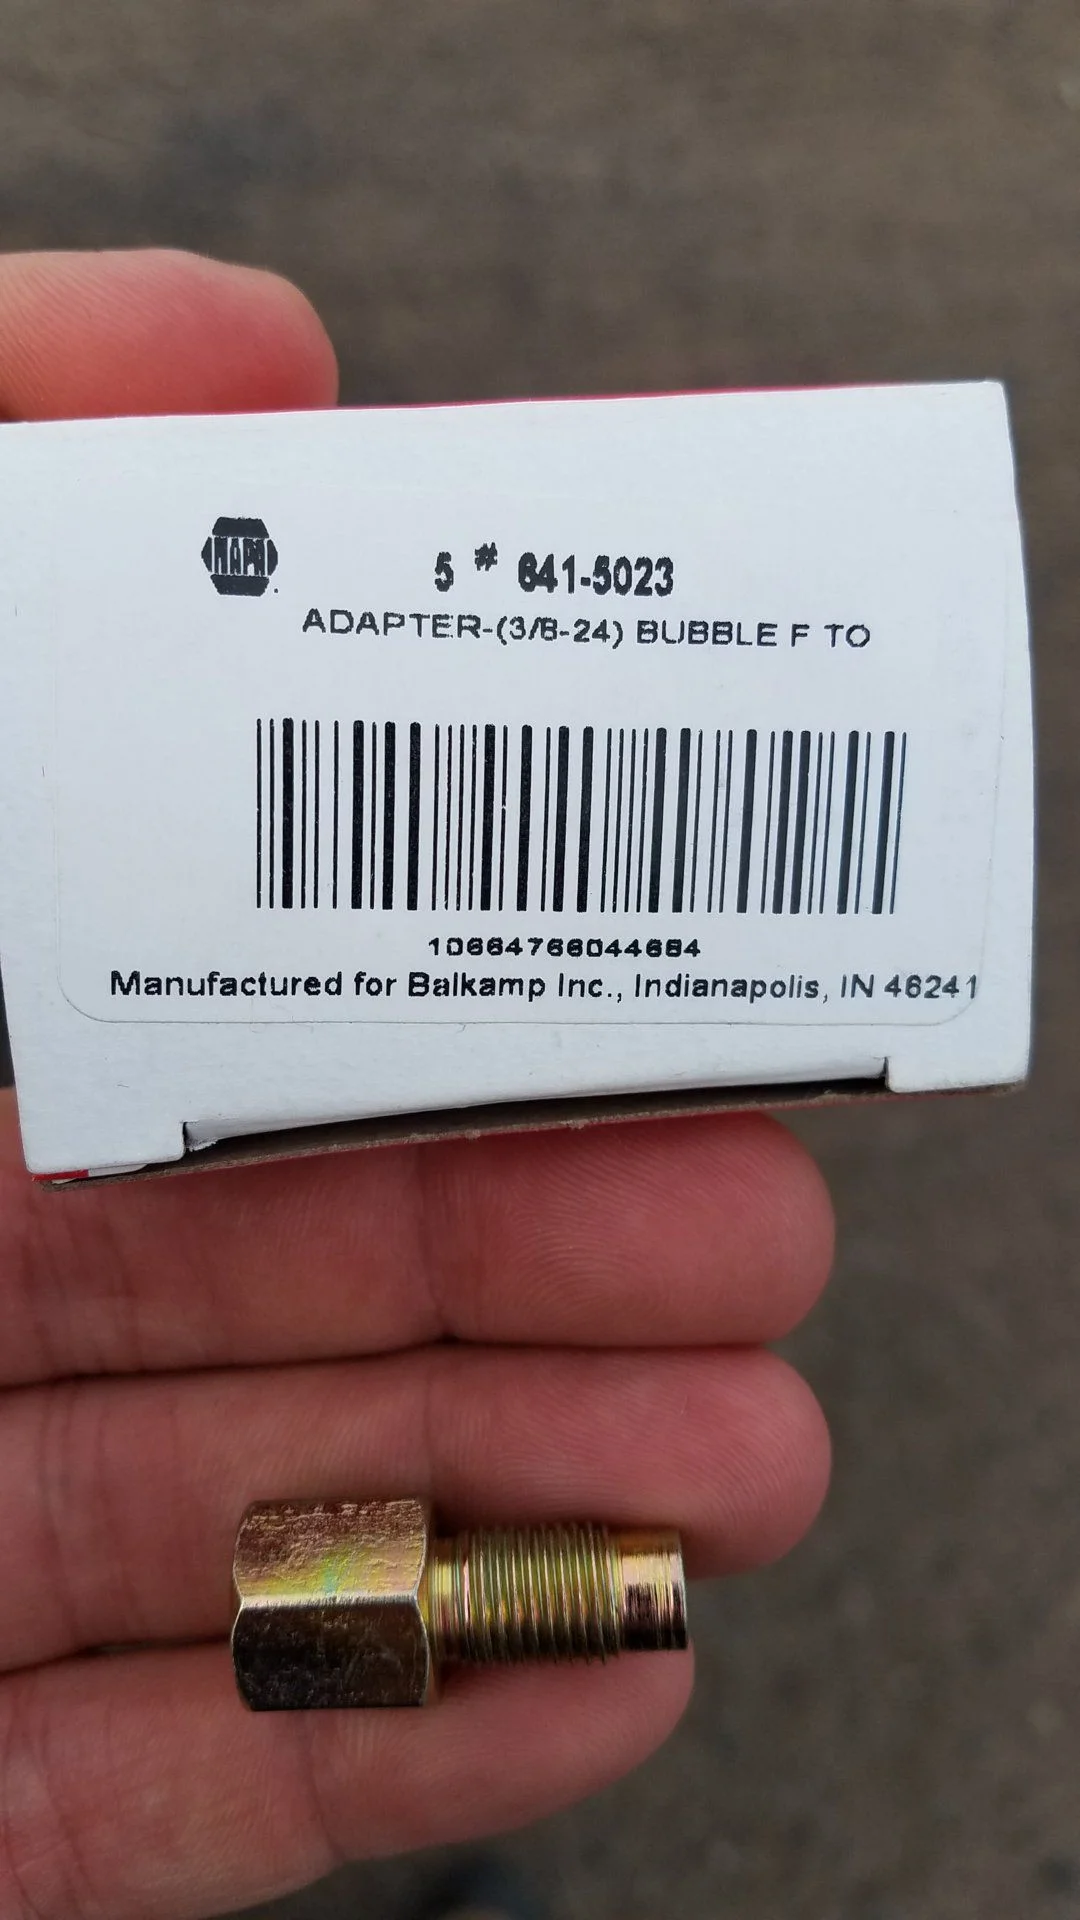 NAPA
5 # 641-5023
ADAPTER-(3/8-24) BUBBLE F TO
10664766044684
Manufactured for Balkamp Inc., Indianapolis, IN 46241